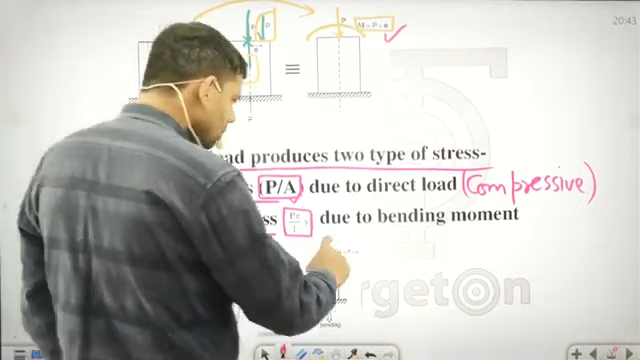 20:43
P
P
M = P × e
e
P
ad produces two type of stress-
s (P/A) due to direct load (Compressive)
ss Pe/I y due to bending moment
rgeton
bending